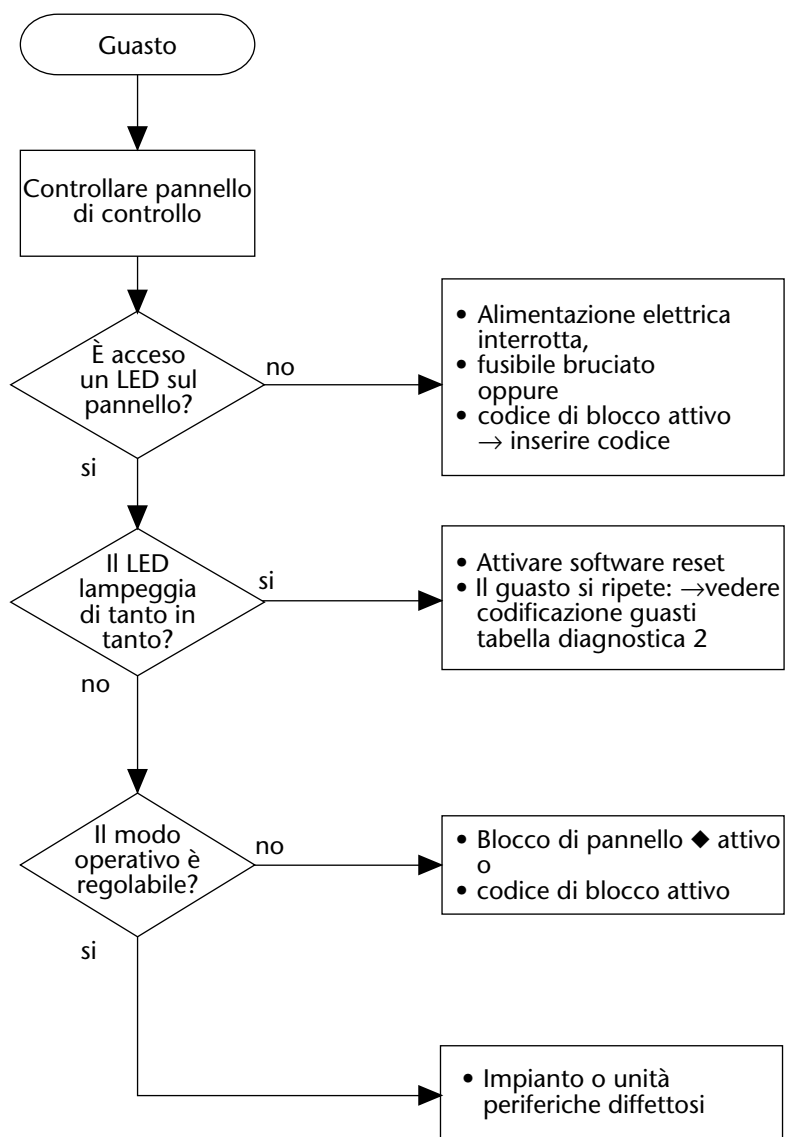 Guasto
Controllare pannello
di controllo
È acceso
un LED sul
pannello?
no
• Alimentazione elettrica
interrotta,
• fusibile bruciato
oppure
• codice di blocco attivo
→ inserire codice
si
Il LED
lampeggia
di tanto in
tanto?
si
• Attivare software reset
• Il guasto si ripete: →vedere
codificazione guasti
tabella diagnostica 2
no
Il modo
operativo è
regolabile?
no
• Blocco di pannello ◆ attivo
o
• codice di blocco attivo
si
• Impianto o unità
periferiche diffettosi